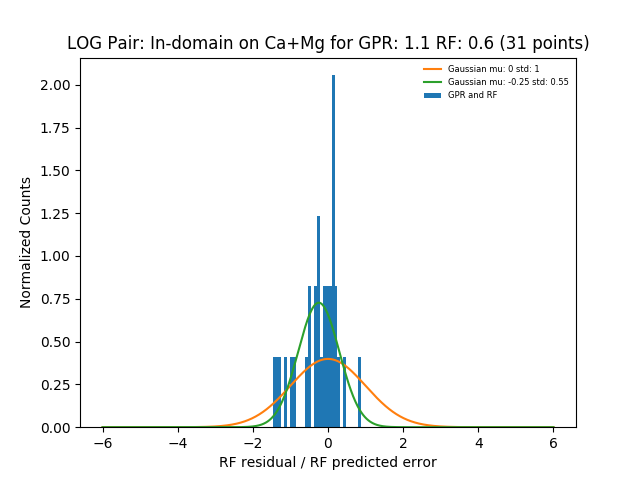 LOG Pair: In-domain on Ca+Mg for GPR: 1.1 RF: 0.6 (31 points)
Gaussian mu: 0 std: 1
Gaussian mu: -0.25 std: 0.55
GPR and RF
Normalized Counts
2.00
1.75
1.50
1.25
1.00
0.75
0.50
0.25
0.00
−6 −4 −2 0 2 4 6
RF residual / RF predicted error